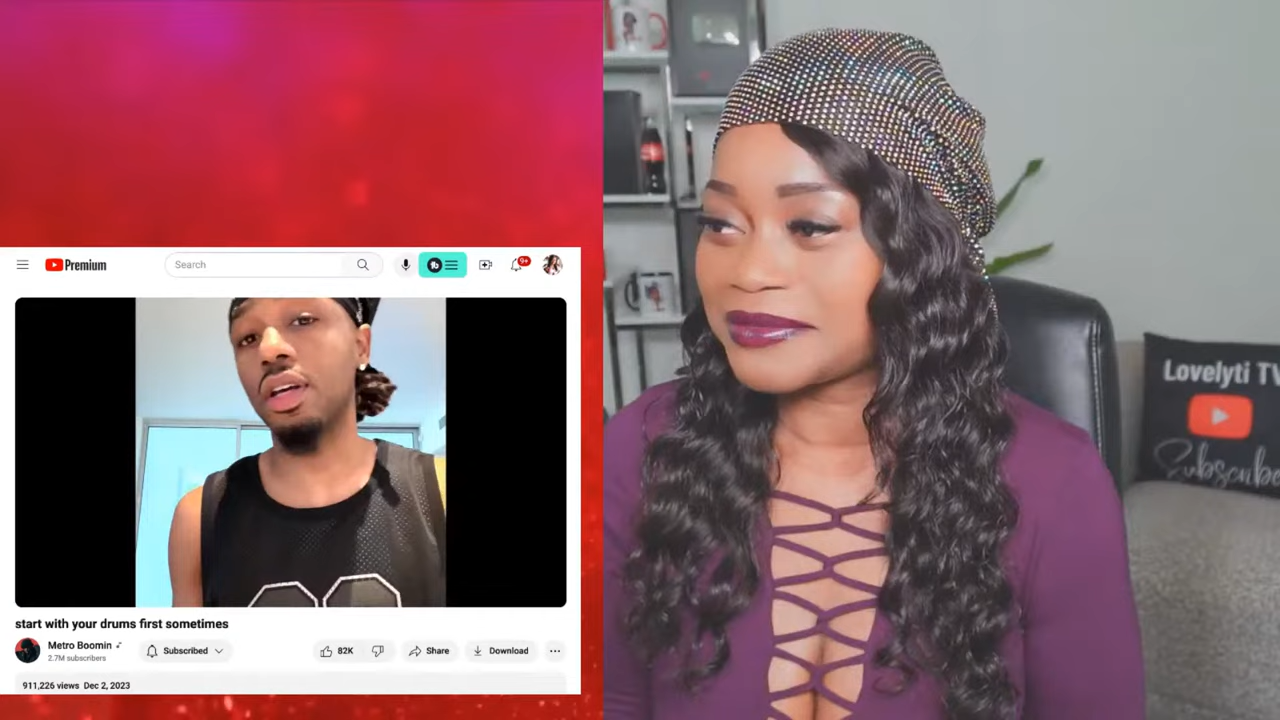 Premium
Search
9+
start with your drums first sometimes
Metro Boomin
2.7M subscribers
Subscribed
82K
Share
Download
911,226 views Dec 2, 2023
Lovelyti TV
Subscribe